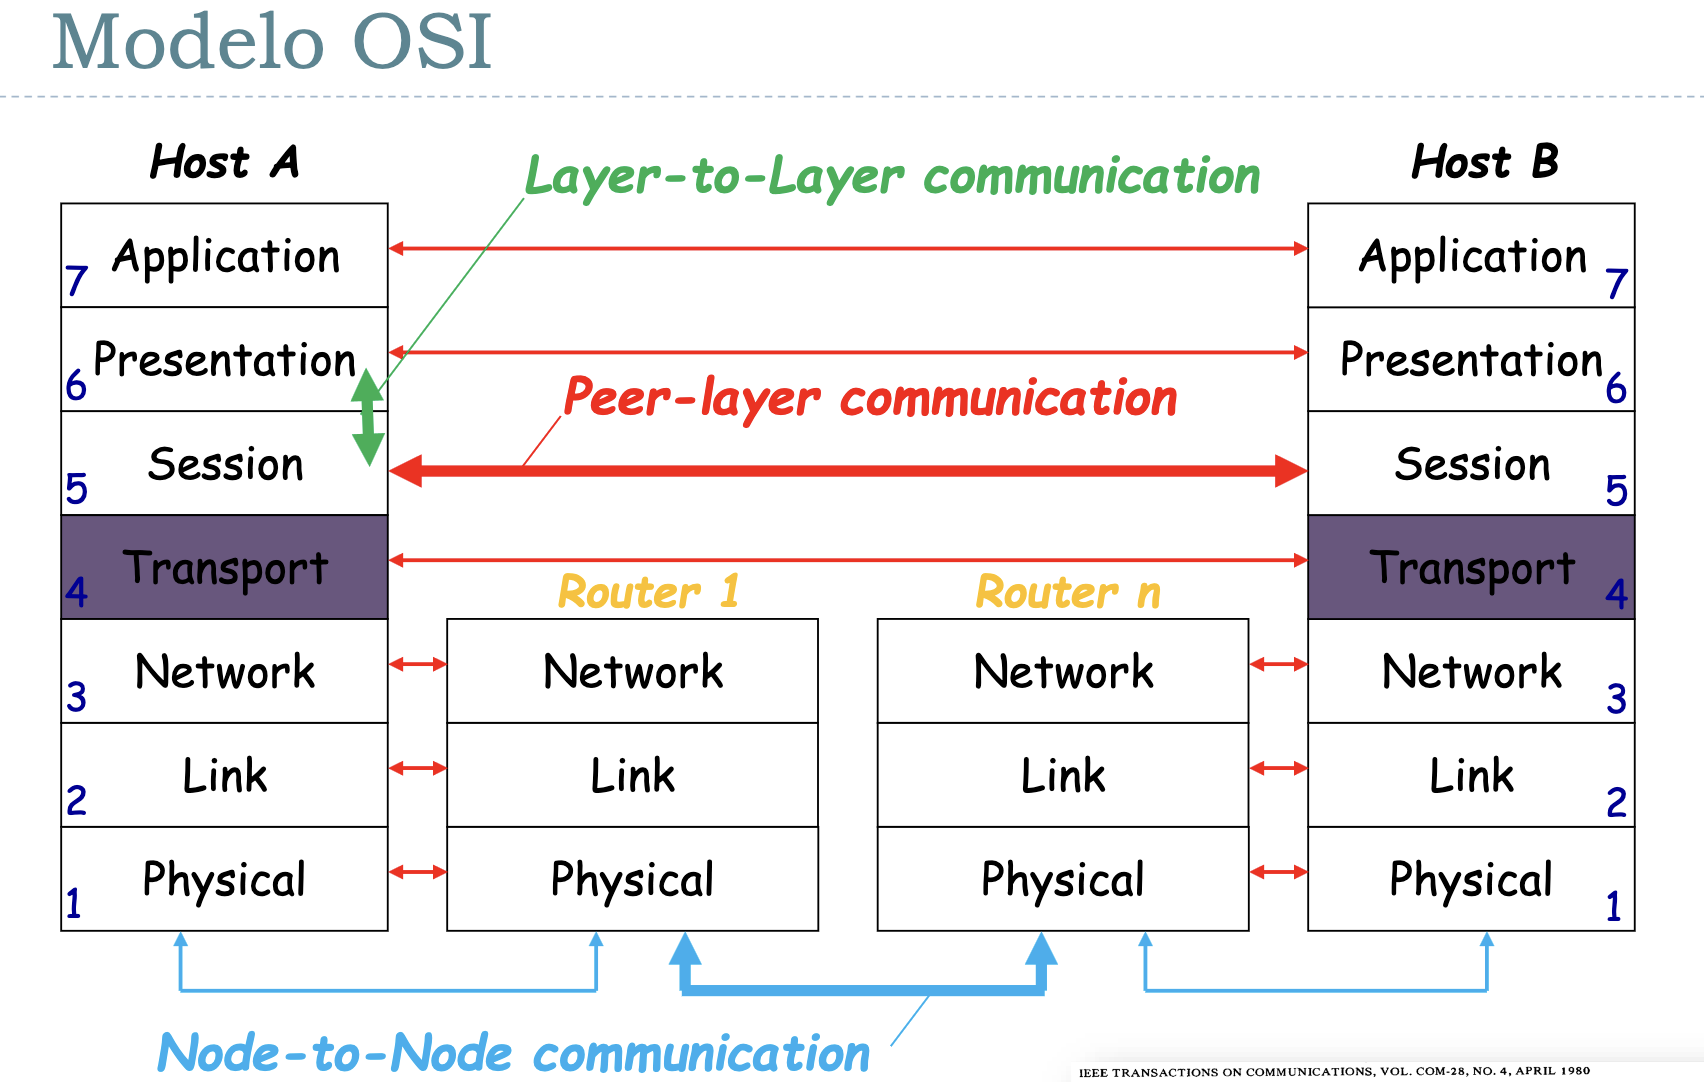 Modelo OSI
Host A
Layer-to-Layer communication
Host B
7 Application
Application 7
6 Presentation
Presentation 6
Peer-layer communication
5 Session
Session 5
4 Transport
Transport 4
Router 1
Router n
3 Network
Network
Network
Network 3
2 Link
Link
Link
Link 2
1 Physical
Physical
Physical
Physical 1
Node-to-Node communication
IEEE TRANSACTIONS ON COMMUNICATIONS, VOL. COM-28, NO. 4, APRIL 1980